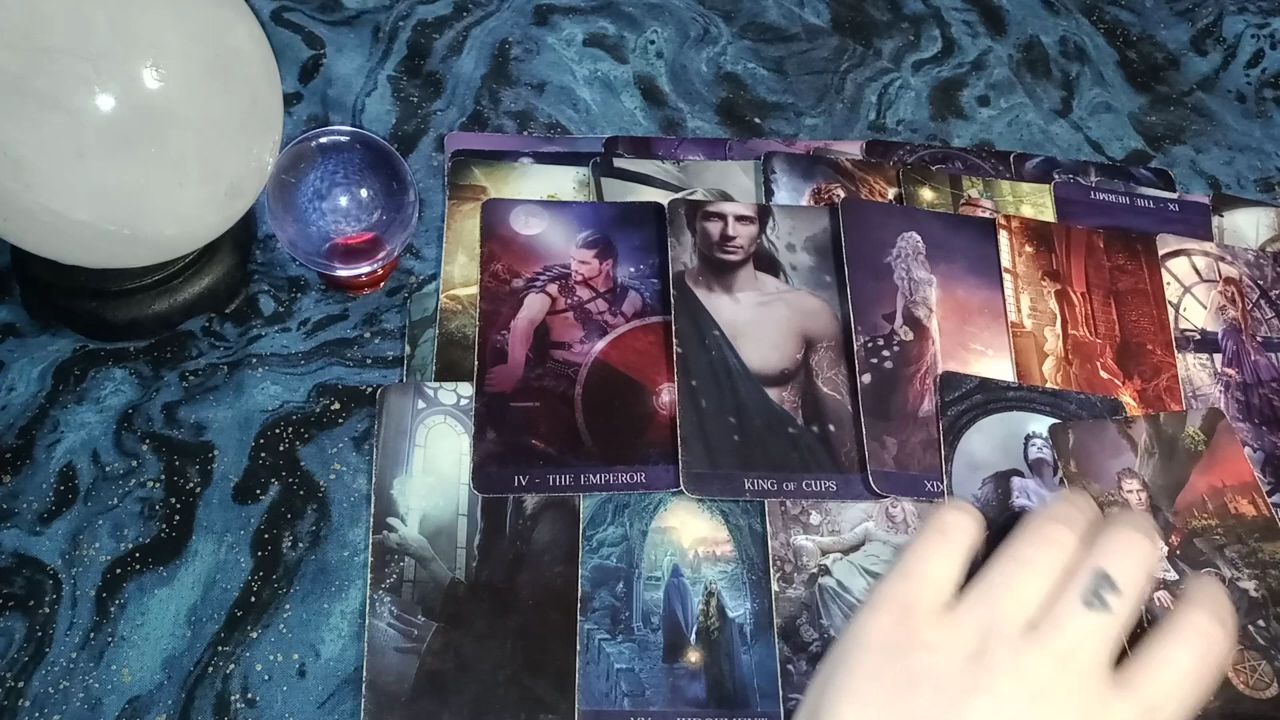 IX - THE HERMIT
IV - THE EMPEROR
KING OF CUPS
XIX